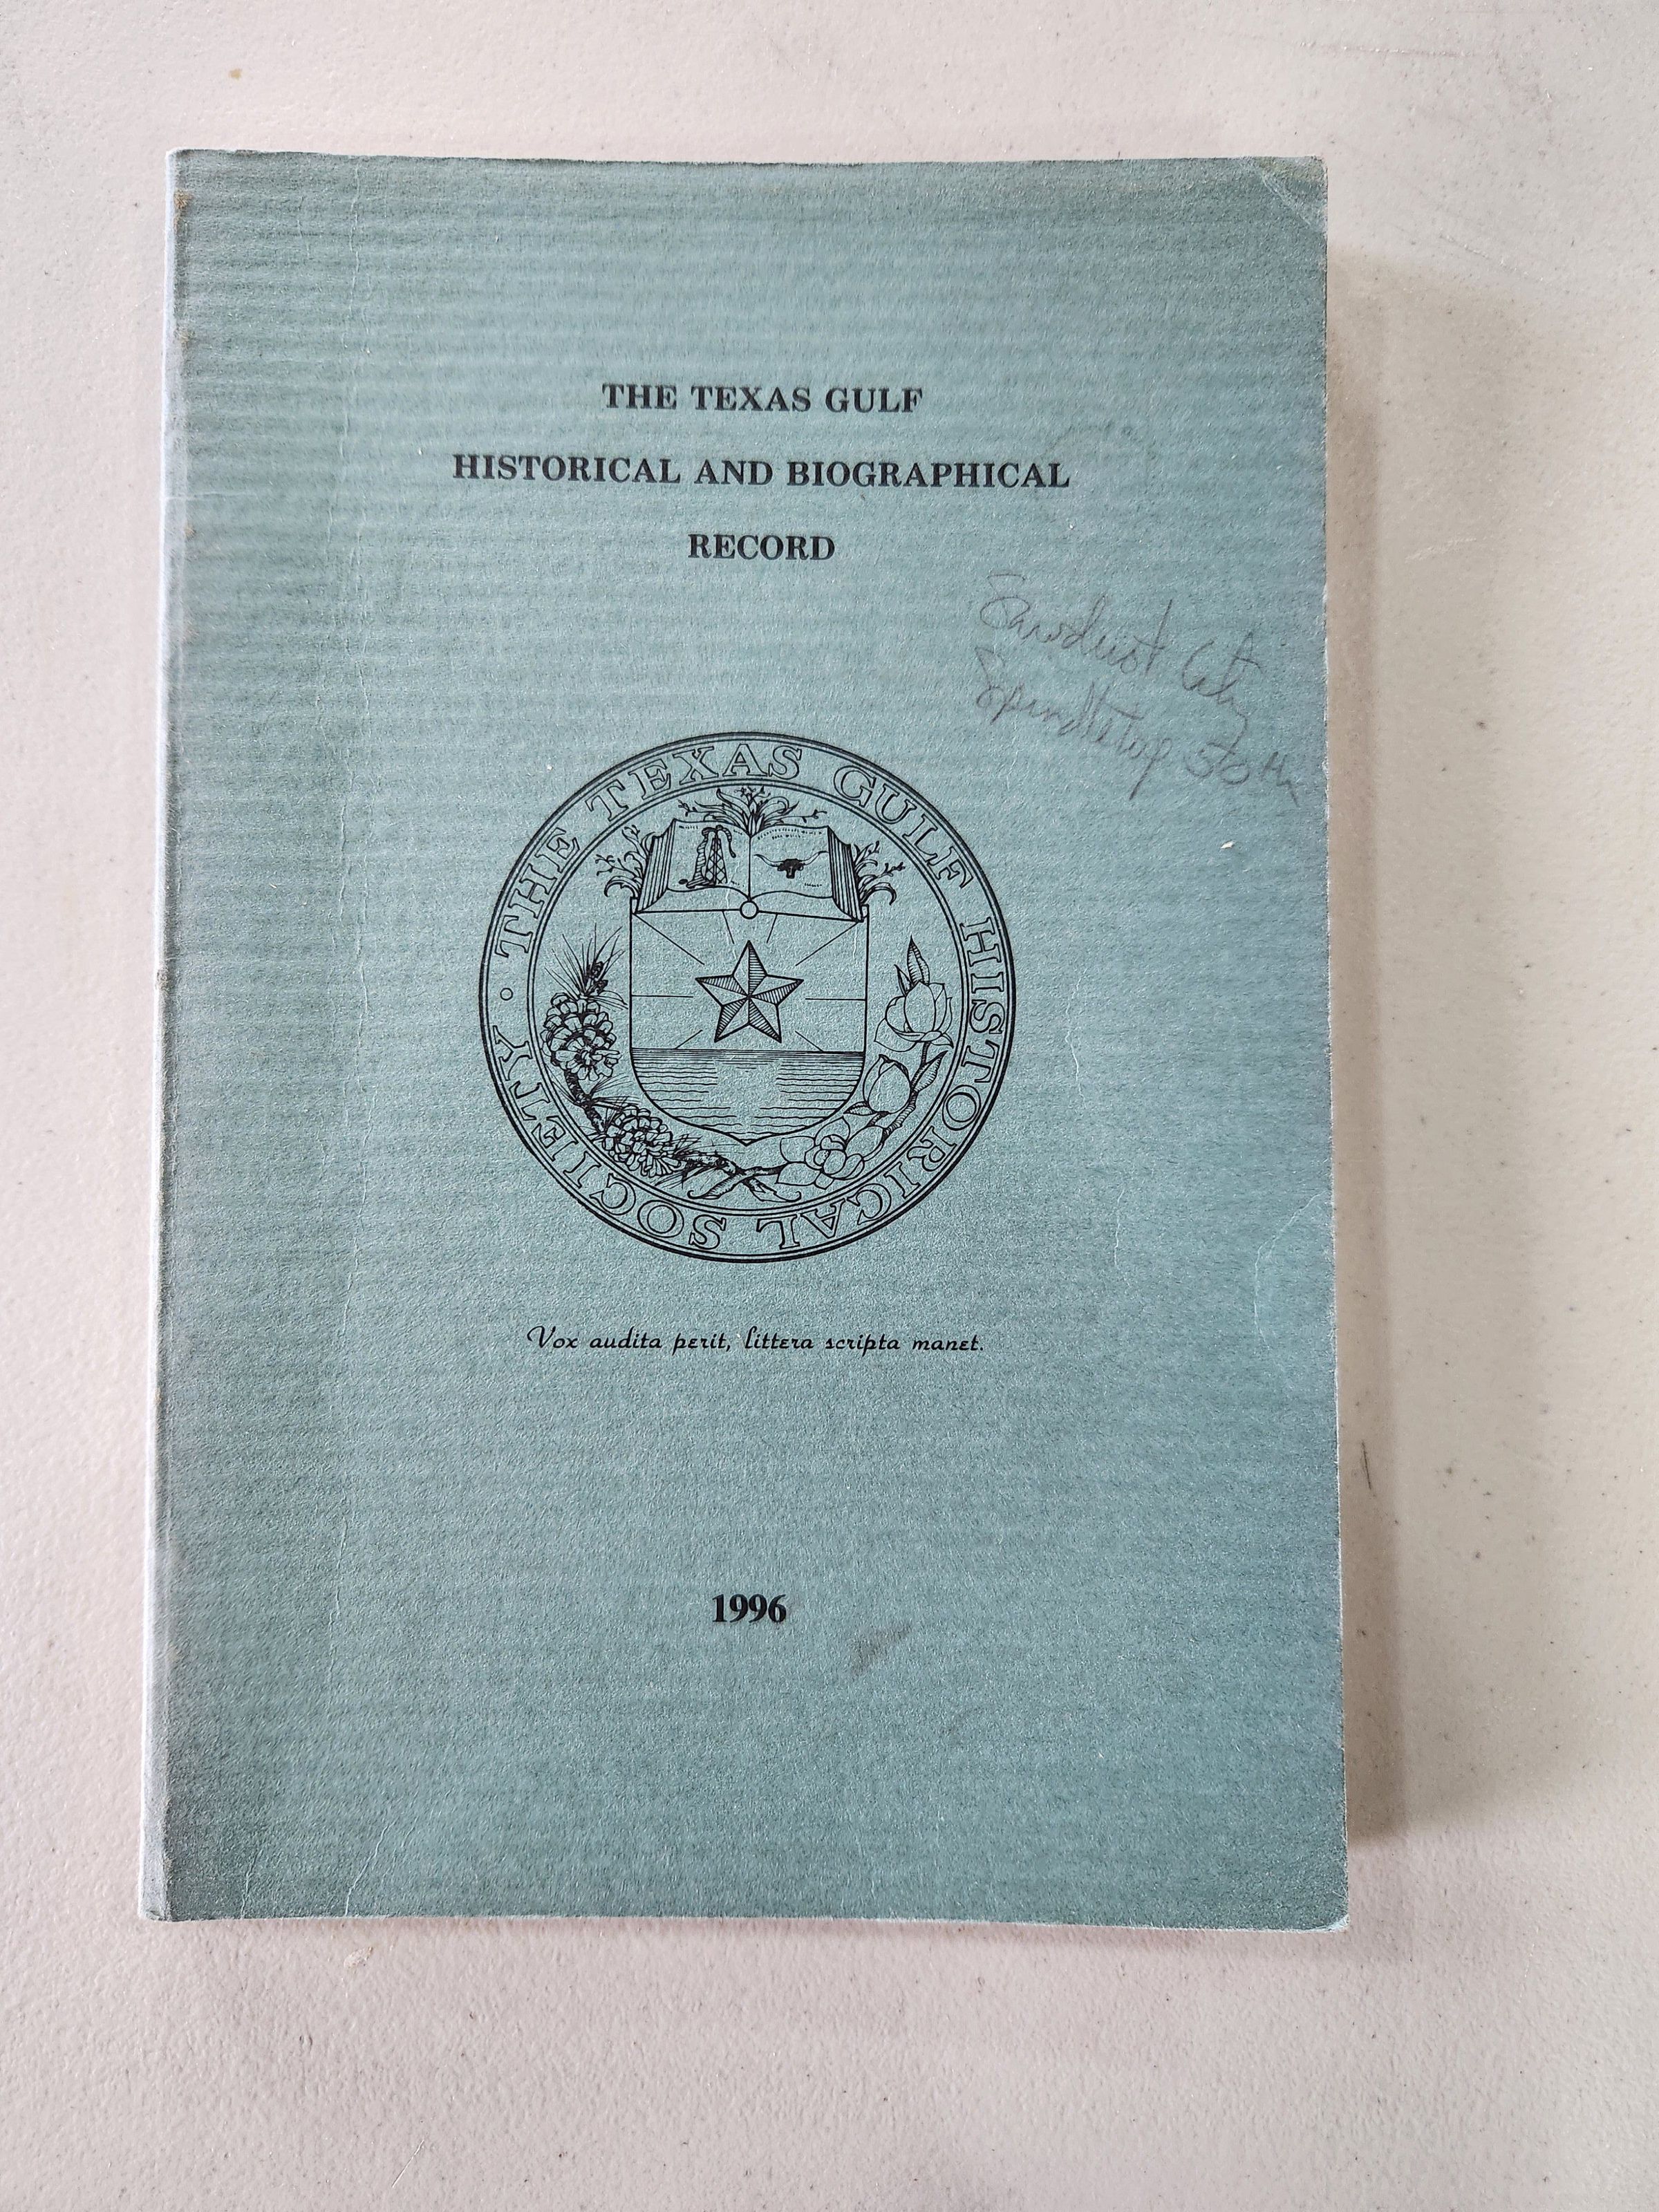 THE TEXAS GULF
HISTORICAL AND BIOGRAPHICAL
RECORD
Sawdust City
Spindletop 50th
THE TEXAS GULF HISTORICAL SOCIETY ·
Vox audita perit, littera scripta manet.
1996